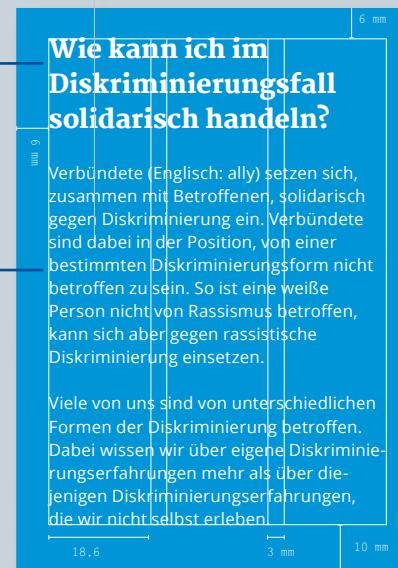 6 mm
Wie kann ich im
Diskriminierungsfall
solidarisch handeln?
6 mm
Verbündete (Englisch: ally) setzen sich,
zusammen mit Betroffenen, solidarisch
gegen Diskriminierung ein. Verbündete
sind dabei in der Position, von einer
bestimmten Diskriminierungsform nicht
betroffen zu sein. So ist eine weiße
Person nicht von Rassismus betroffen,
kann sich aber gegen rassistische
Diskriminierung einsetzen.
Viele von uns sind von unterschiedlichen
Formen der Diskriminierung betroffen.
Dabei wissen wir über eigene Diskriminie-
rungserfahrungen mehr als über die-
jenigen Diskriminierungserfahrungen,
die wir nicht selbst erleben.
18,6
3 mm
10 mm